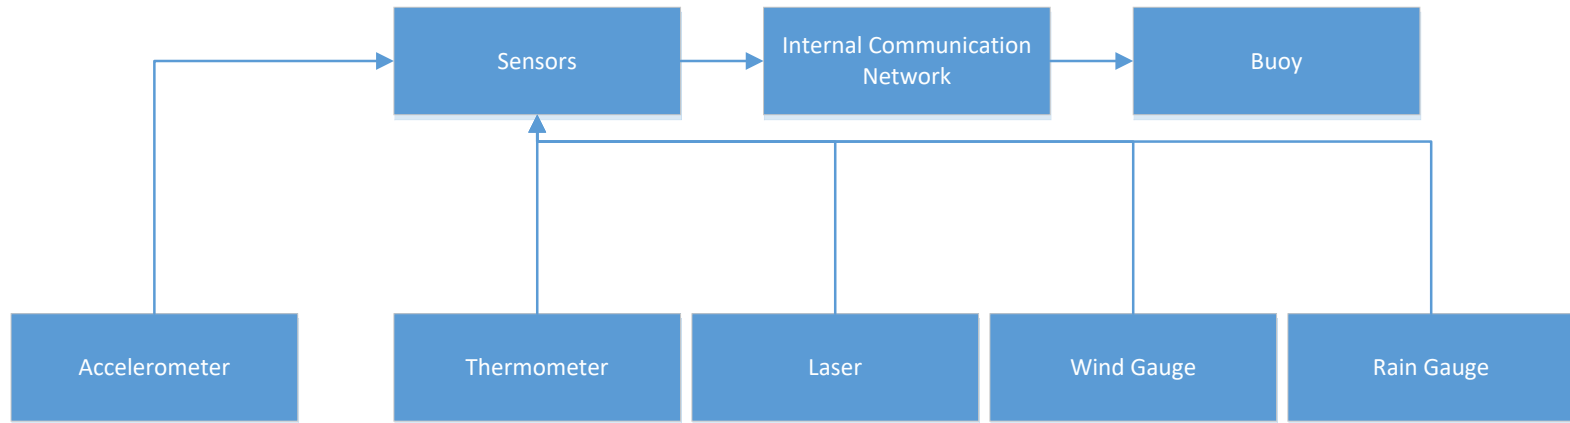 Sensors
Internal Communication
Network
Buoy
Accelerometer
Thermometer
Laser
Wind Gauge
Rain Gauge